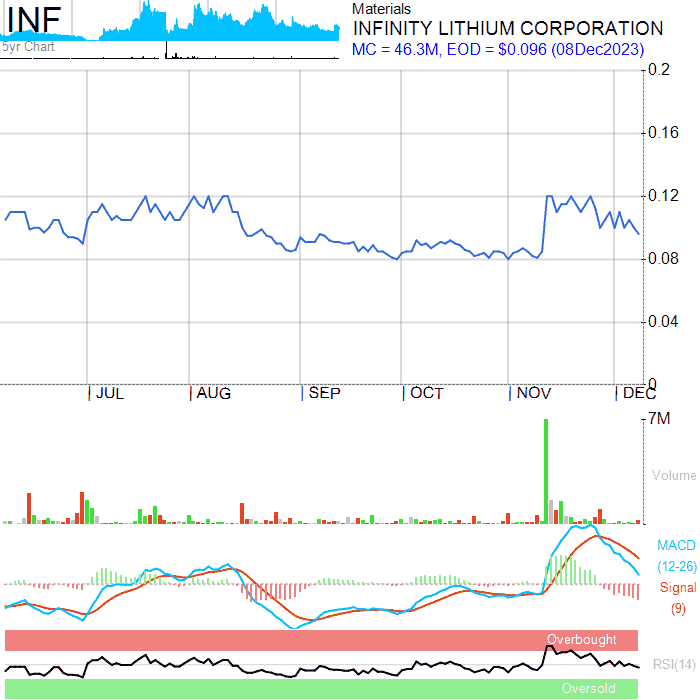 INF
5yr Chart
Materials
INFINITY LITHIUM CORPORATION
MC = 46.3M, EOD = $0.096 (08Dec2023)
0.2
0.16
0.12
0.08
0.04
0
JUL AUG SEP OCT NOV DEC
7M
Volume
MACD
(12-26)
Signal
(9)
Overbought
RSI(14)
Oversold